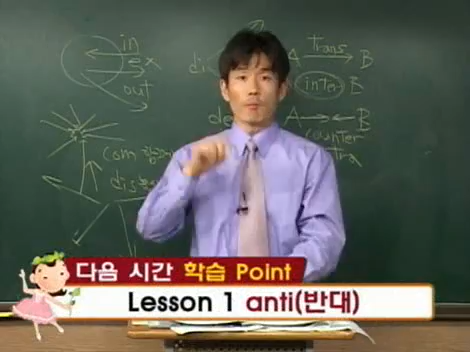 in
ex
out
trans
A B
inter B
A B
counter
com
dis
de
다음 시간 학습 Point
Lesson 1 anti(반대)